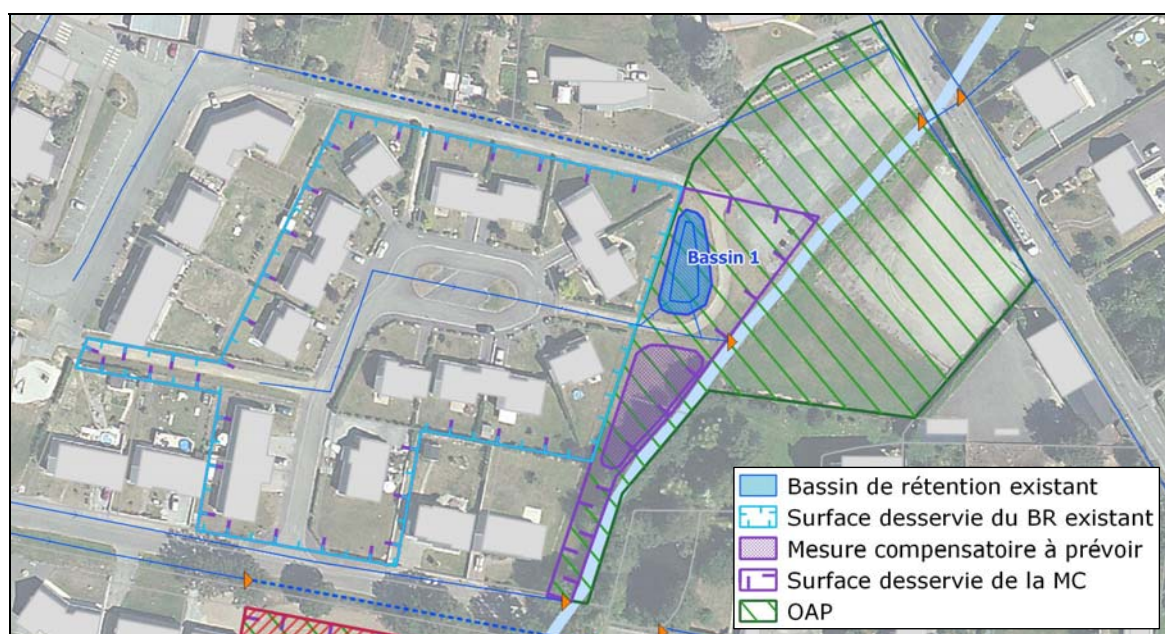 Bassin 1
Bassin de rétention existant
Surface desservie du BR existant
Mesure compensatoire à prévoir
Surface desservie de la MC
OAP